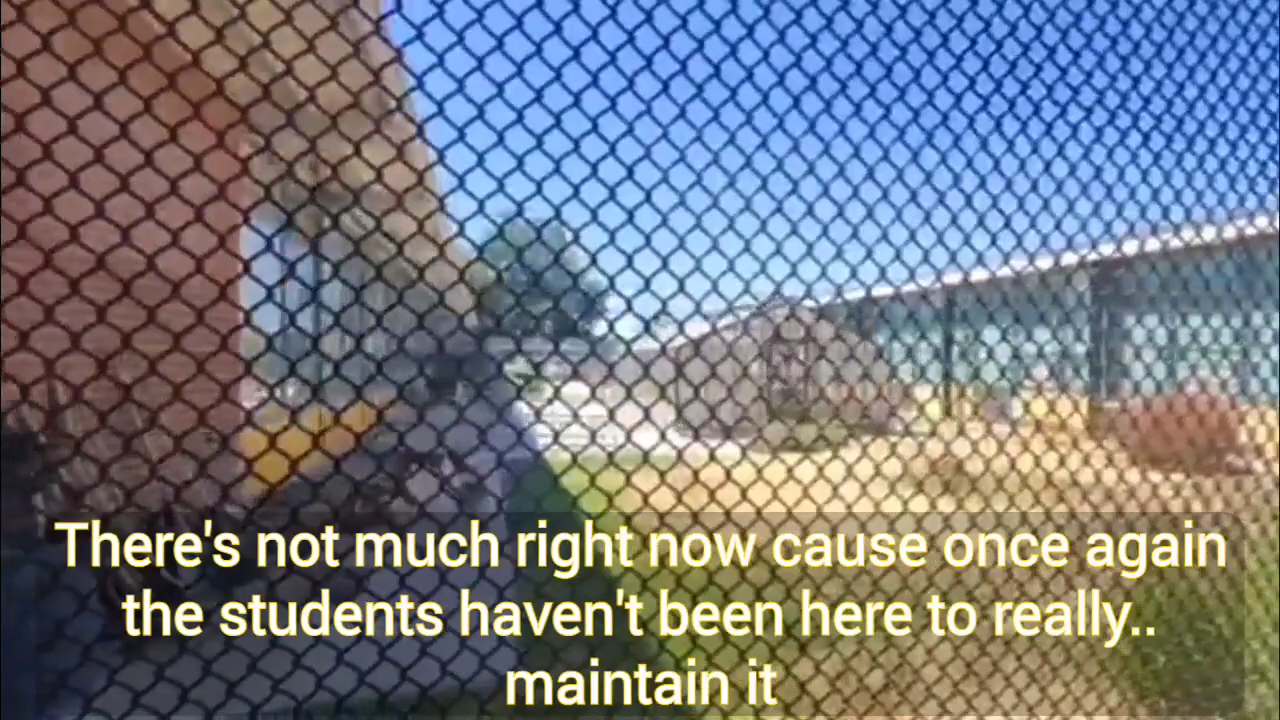 There's not much right now cause once again
the students haven't been here to really..
maintain it